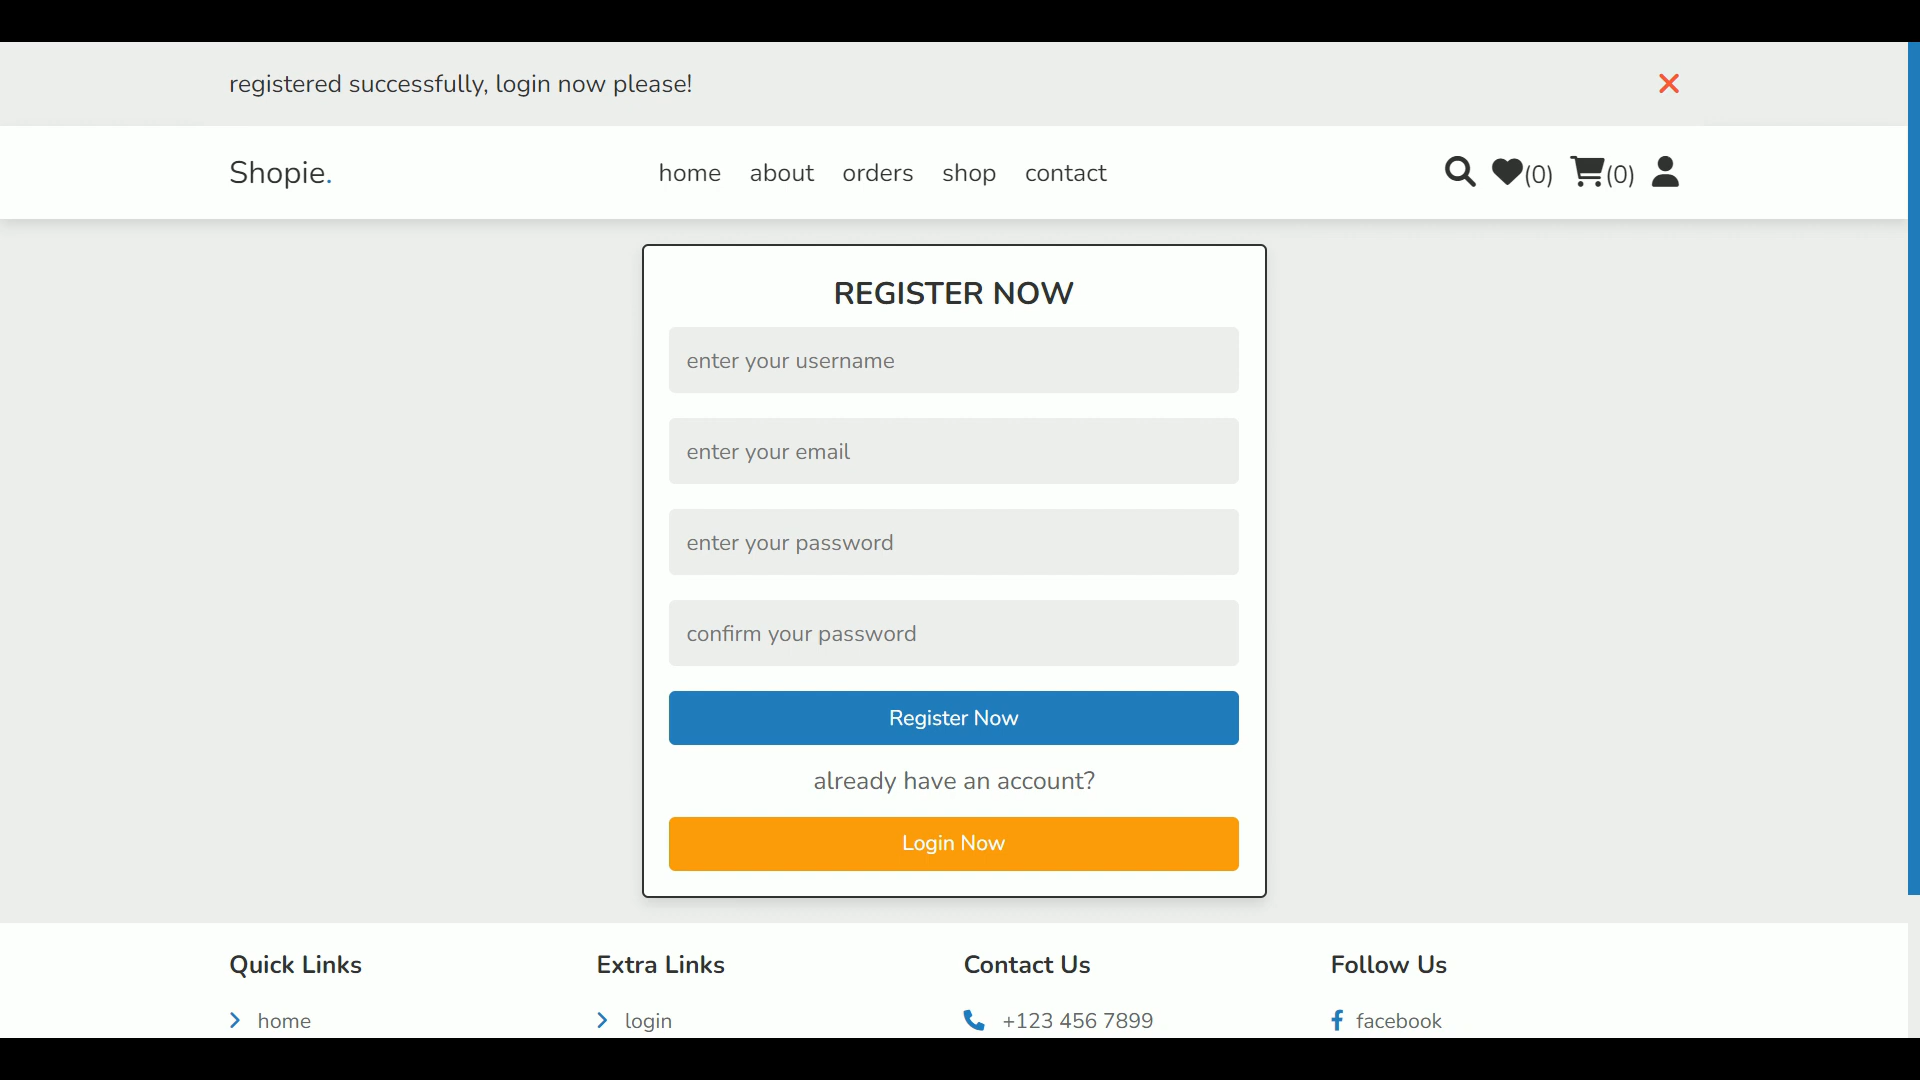 registered successfully, login now please!
Shopie.
home about orders shop contact
(0) (0)
REGISTER NOW
enter your username
enter your email
enter your password
confirm your password
Register Now
already have an account?
Login Now
Quick Links Extra Links Contact Us Follow Us
home login +123 456 7899 facebook